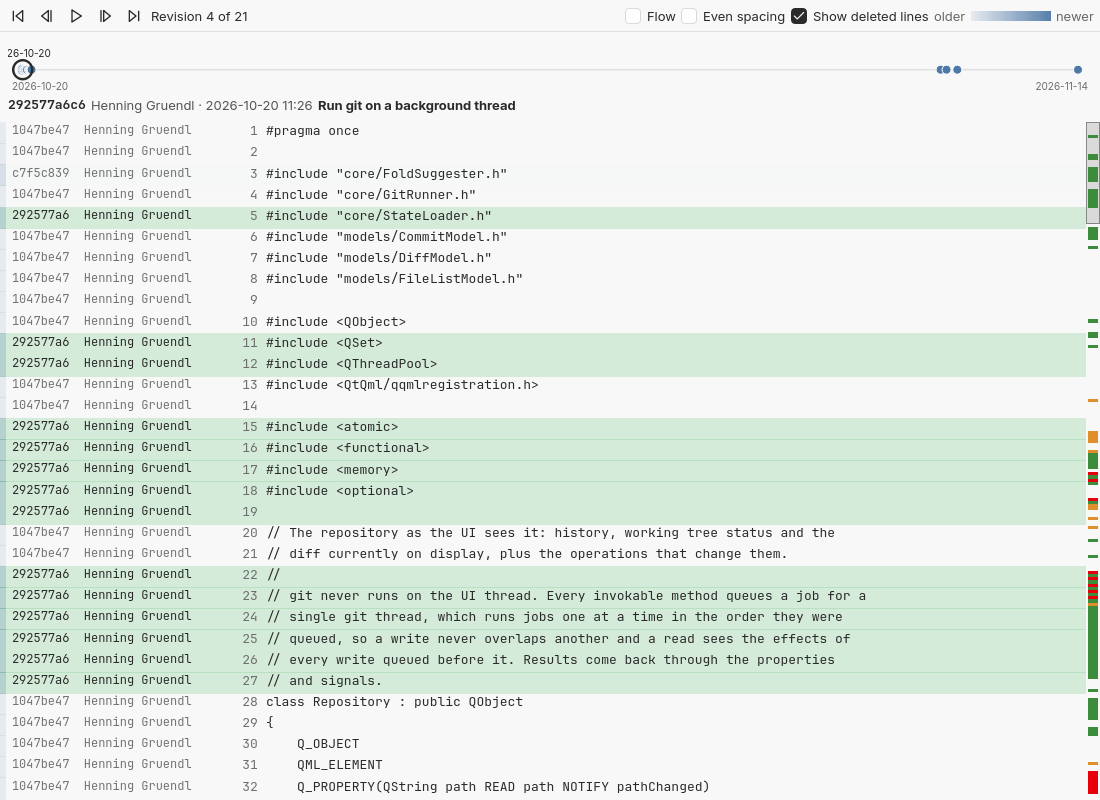 Revision 4 of 21 Flow Even spacing Show deleted lines older newer
26-10-20
2026-10-20 2026-11-14
292577a6c6 Henning Gruendl · 2026-10-20 11:26 Run git on a background thread
1047be47 Henning Gruendl 1 #pragma once
1047be47 Henning Gruendl 2
c7f5c839 Henning Gruendl 3 #include "core/FoldSuggester.h"
1047be47 Henning Gruendl 4 #include "core/GitRunner.h"
292577a6 Henning Gruendl 5 #include "core/StateLoader.h"
1047be47 Henning Gruendl 6 #include "models/CommitModel.h"
1047be47 Henning Gruendl 7 #include "models/DiffModel.h"
1047be47 Henning Gruendl 8 #include "models/FileListModel.h"
1047be47 Henning Gruendl 9
1047be47 Henning Gruendl 10 #include <QObject>
292577a6 Henning Gruendl 11 #include <QSet>
292577a6 Henning Gruendl 12 #include <QThreadPool>
1047be47 Henning Gruendl 13 #include <QtQml/qqmlregistration.h>
1047be47 Henning Gruendl 14
292577a6 Henning Gruendl 15 #include <atomic>
292577a6 Henning Gruendl 16 #include <functional>
292577a6 Henning Gruendl 17 #include <memory>
292577a6 Henning Gruendl 18 #include <optional>
292577a6 Henning Gruendl 19
1047be47 Henning Gruendl 20 // The repository as the UI sees it: history, working tree status and the
1047be47 Henning Gruendl 21 // diff currently on display, plus the operations that change them.
292577a6 Henning Gruendl 22 //
292577a6 Henning Gruendl 23 // git never runs on the UI thread. Every invokable method queues a job for a
292577a6 Henning Gruendl 24 // single git thread, which runs jobs one at a time in the order they were
292577a6 Henning Gruendl 25 // queued, so a write never overlaps another and a read sees the effects of
292577a6 Henning Gruendl 26 // every write queued before it. Results come back through the properties
292577a6 Henning Gruendl 27 // and signals.
1047be47 Henning Gruendl 28 class Repository : public QObject
1047be47 Henning Gruendl 29 {
1047be47 Henning Gruendl 30 Q_OBJECT
1047be47 Henning Gruendl 31 QML_ELEMENT
1047be47 Henning Gruendl 32 Q_PROPERTY(QString path READ path NOTIFY pathChanged)